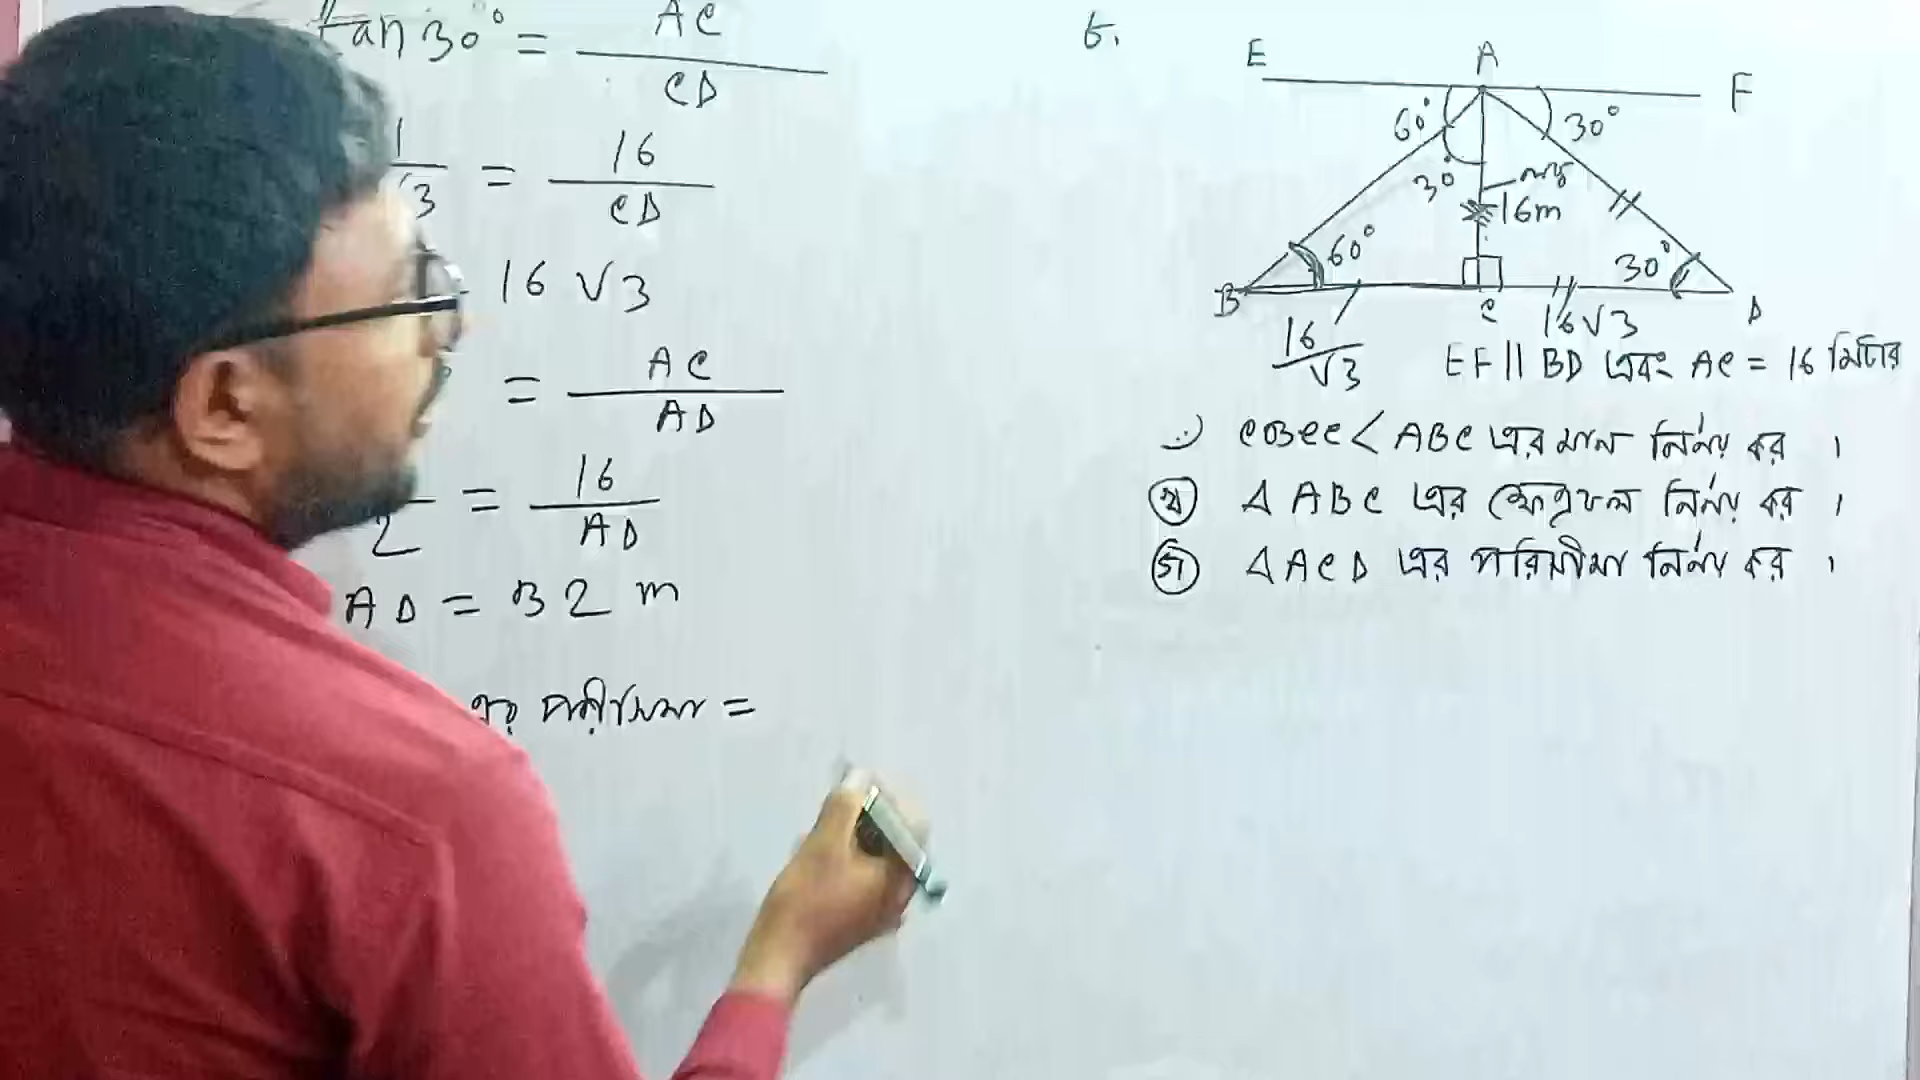 tan 30° = AC / CD
1 / √3 = 16 / CD
16 √3
= AC / AD
2 = 16 / AD
AD = 32 m
এর পরিসীমা =
৮.
E A F
60° 30°
30° লম্ব
16m
60° 30°
B C D
16 / √3 16√3
EF || BD এবং AC = 16 মিটার
< ABC এর মান নির্ণয় কর ।
খ Δ ABC এর ক্ষেত্রফল নির্ণয় কর ।
গ Δ ACD এর পরিসীমা নির্ণয় কর ।